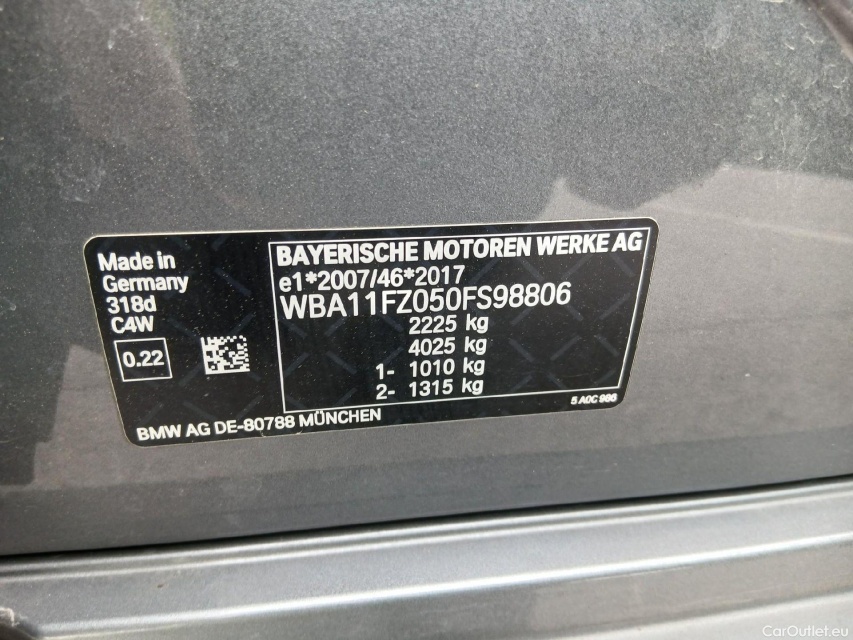 Made in
Germany
318d
C4W
0.22
BAYERISCHE MOTOREN WERKE AG
e1*2007/46*2017
WBA11FZ050FS98806
2225 kg
4025 kg
1- 1010 kg
2- 1315 kg
5 A0C 986
BMW AG DE-80788 MÜNCHEN
CarOutlet.eu